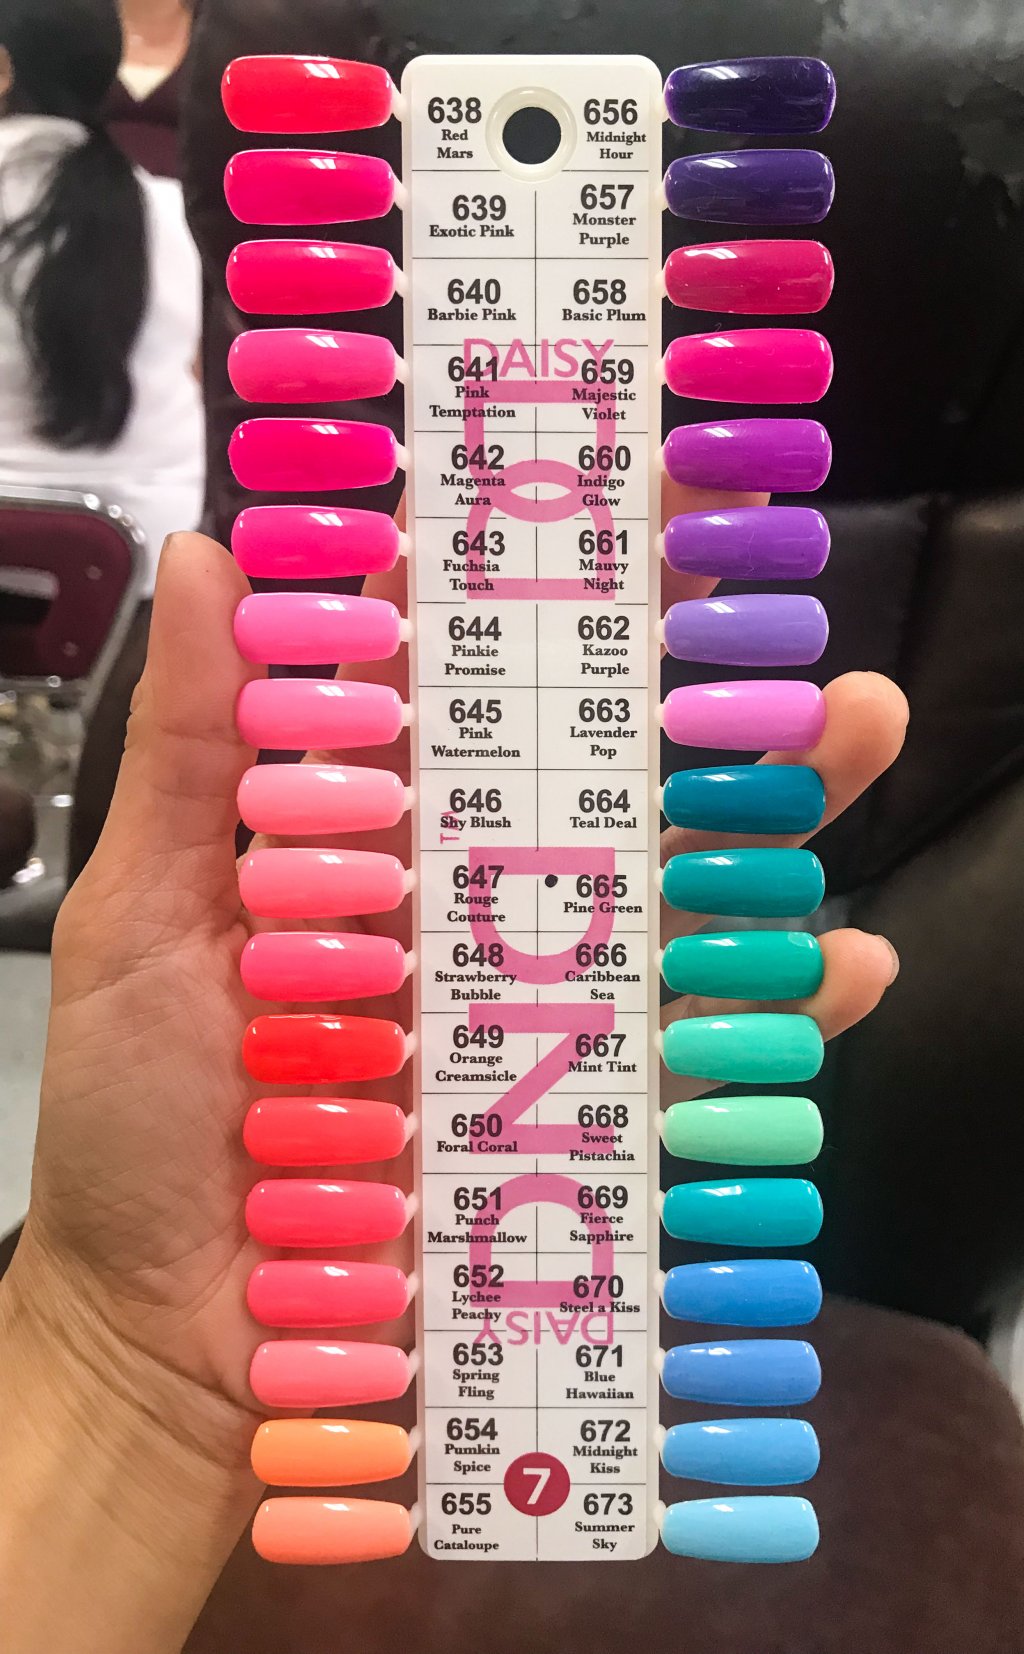 638
Red
Mars
656
Midnight
Hour
639
Exotic Pink
657
Monster
Purple
640
Barbie Pink
658
Basic Plum
DAISY
641
Pink
Temptation
659
Majestic
Violet
642
Magenta
Aura
660
Indigo
Glow
643
Fuchsia
Touch
661
Mauvy
Night
644
Pinkie
Promise
662
Kazoo
Purple
645
Pink
Watermelon
663
Lavender
Pop
646
Shy Blush
664
Teal Deal
TM
647
Rouge
Couture
665
Pine Green
648
Strawberry
Bubble
666
Caribbean
Sea
DND
649
Orange
Creamsicle
667
Mint Tint
650
Foral Coral
668
Sweet
Pistachia
651
Punch
Marshmallow
669
Fierce
Sapphire
652
Lychee
Peachy
670
Steel a Kiss
DAISY
653
Spring
Fling
671
Blue
Hawaiian
654
Pumkin
Spice
672
Midnight
Kiss
7
655
Pure
Cataloupe
673
Summer
Sky